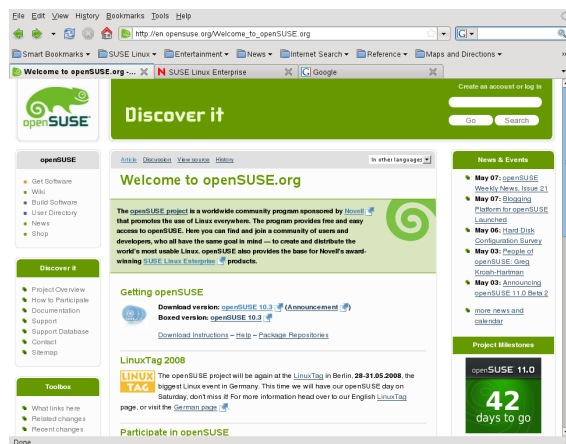 File Edit View History Bookmarks Tools Help
http://en.opensuse.org/Welcome_to_openSUSE.org
G
Smart Bookmarks SUSE Linux Entertainment News Internet Search Reference Maps and Directions »
Welcome to openSUSE.org -... N SUSE Linux Enterprise G Google
Create an account or log in
openSUSE
Discover it
Go Search
openSUSE
Get Software
Wiki
Build Software
User Directory
News
Shop
Discover it
Project Overview
How to Participate
Documentation
Support
Support Database
Contact
Sitemap
Toolbox
What links here
Related changes
Recent changes
Article Discussion View source History
In other languages
Welcome to openSUSE.org
The openSUSE project is a worldwide community program sponsored by Novell
that promotes the use of Linux everywhere. The program provides free and easy
access to openSUSE. Here you can find and join a community of users and
developers, who all have the same goal in mind — to create and distribute the
world's most usable Linux. openSUSE also provides the base for Novell's award-
winning SUSE Linux Enterprise products.
Getting openSUSE
Download version: openSUSE 10.3 (Announcement)
Boxed version: openSUSE 10.3
Download Instructions – Help – Package Repositories
LinuxTag 2008
LINUX
TAG
The openSUSE project will be again at the LinuxTag in Berlin, 28-31.05.2008, the
biggest Linux event in Germany. This time we will have our openSUSE day on
Saturday, don't miss it! For more information head over to our English LinuxTag
page, or visit the German page.
Participate in openSUSE
News & Events
May 07: openSUSE
Weekly News, Issue 21
May 07: Blogging
Platform for openSUSE
Launched
May 06: Hard Disk
Configuration Survey
May 03: People of
openSUSE: Greg
Kroah-Hartman
May 03: Announcing
openSUSE 11.0 Beta 2
more news and
calendar
Project Milestones
openSUSE 11.0
42
days to go
Done